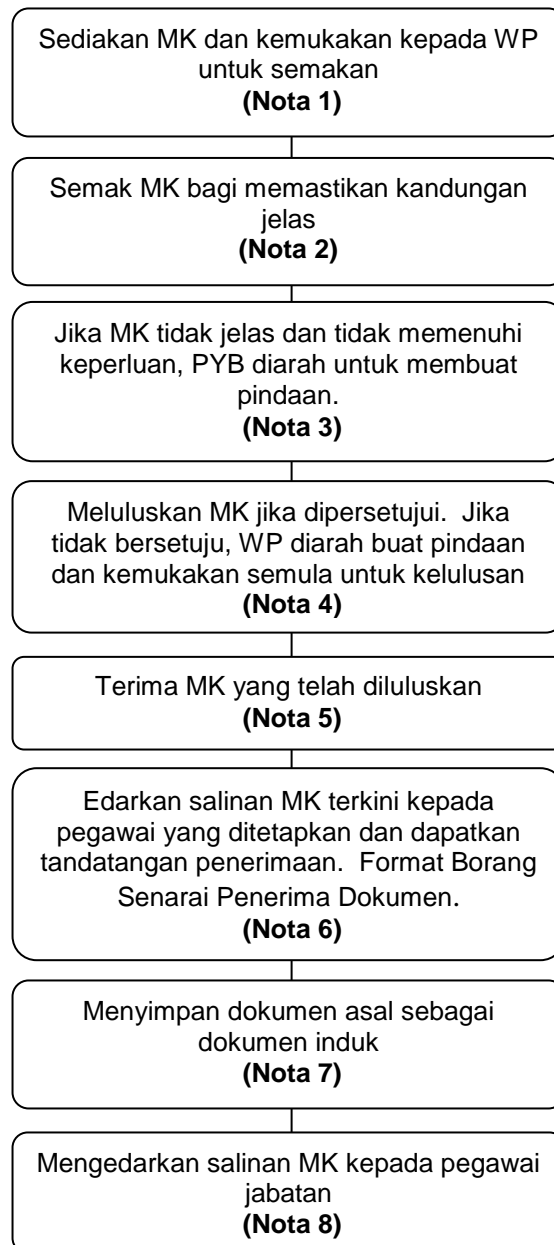 Sediakan MK dan kemukakan kepada WP
untuk semakan
(Nota 1)
Semak MK bagi memastikan kandungan
jelas
(Nota 2)
Jika MK tidak jelas dan tidak memenuhi
keperluan, PYB diarah untuk membuat
pindaan.
(Nota 3)
Meluluskan MK jika dipersetujui. Jika
tidak bersetuju, WP diarah buat pindaan
dan kemukakan semula untuk kelulusan
(Nota 4)
Terima MK yang telah diluluskan
(Nota 5)
Edarkan salinan MK terkini kepada
pegawai yang ditetapkan dan dapatkan
tandatangan penerimaan. Format Borang
Senarai Penerima Dokumen.
(Nota 6)
Menyimpan dokumen asal sebagai
dokumen induk
(Nota 7)
Mengedarkan salinan MK kepada pegawai
jabatan
(Nota 8)